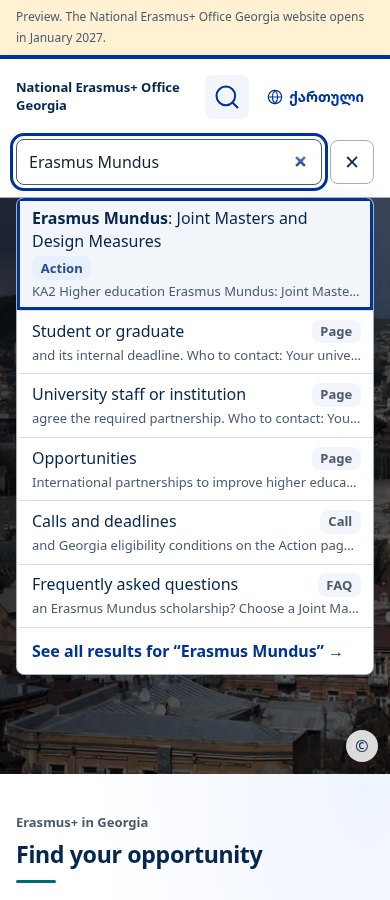 Preview. The National Erasmus+ Office Georgia website opens
in January 2027.
National Erasmus+ Office
Georgia
ქართული
Erasmus Mundus
Erasmus Mundus: Joint Masters and
Design Measures
Action
KA2 Higher education Erasmus Mundus: Joint Maste...
Student or graduate
Page
and its internal deadline. Who to contact: Your unive...
University staff or institution
Page
agree the required partnership. Who to contact: You...
Opportunities
Page
International partnerships to improve higher educa...
Calls and deadlines
Call
and Georgia eligibility conditions on the Action pag...
Frequently asked questions
FAQ
an Erasmus Mundus scholarship? Choose a Joint Ma...
See all results for “Erasmus Mundus” →
©
Erasmus+ in Georgia
Find your opportunity